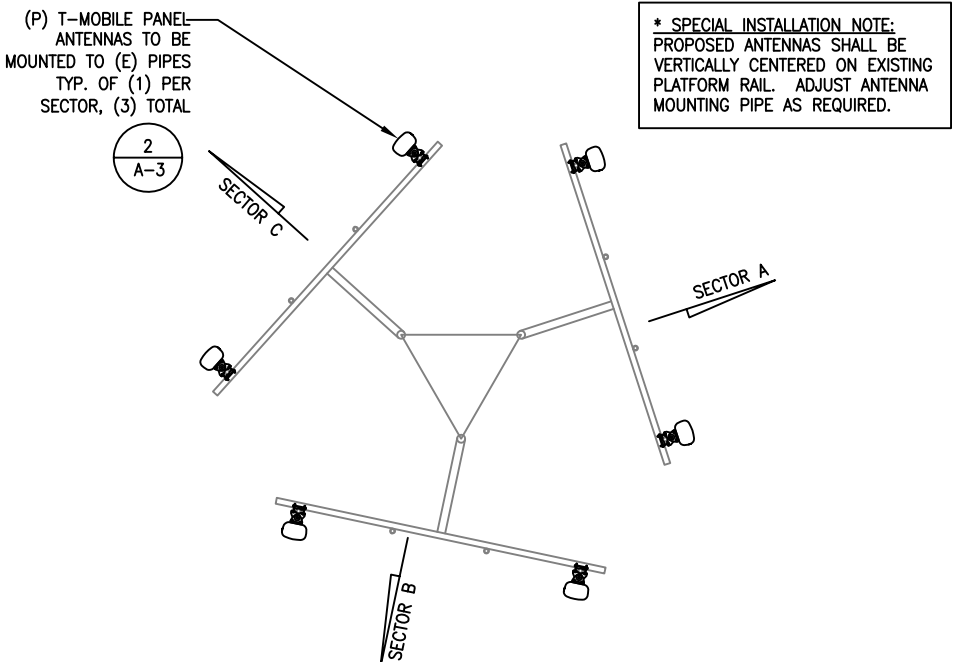 (P) T-MOBILE PANEL
ANTENNAS TO BE
MOUNTED TO (E) PIPES
TYP. OF (1) PER
SECTOR, (3) TOTAL
2
A-3
* SPECIAL INSTALLATION NOTE:
PROPOSED ANTENNAS SHALL BE
VERTICALLY CENTERED ON EXISTING
PLATFORM RAIL. ADJUST ANTENNA
MOUNTING PIPE AS REQUIRED.
SECTOR C
SECTOR A
SECTOR B